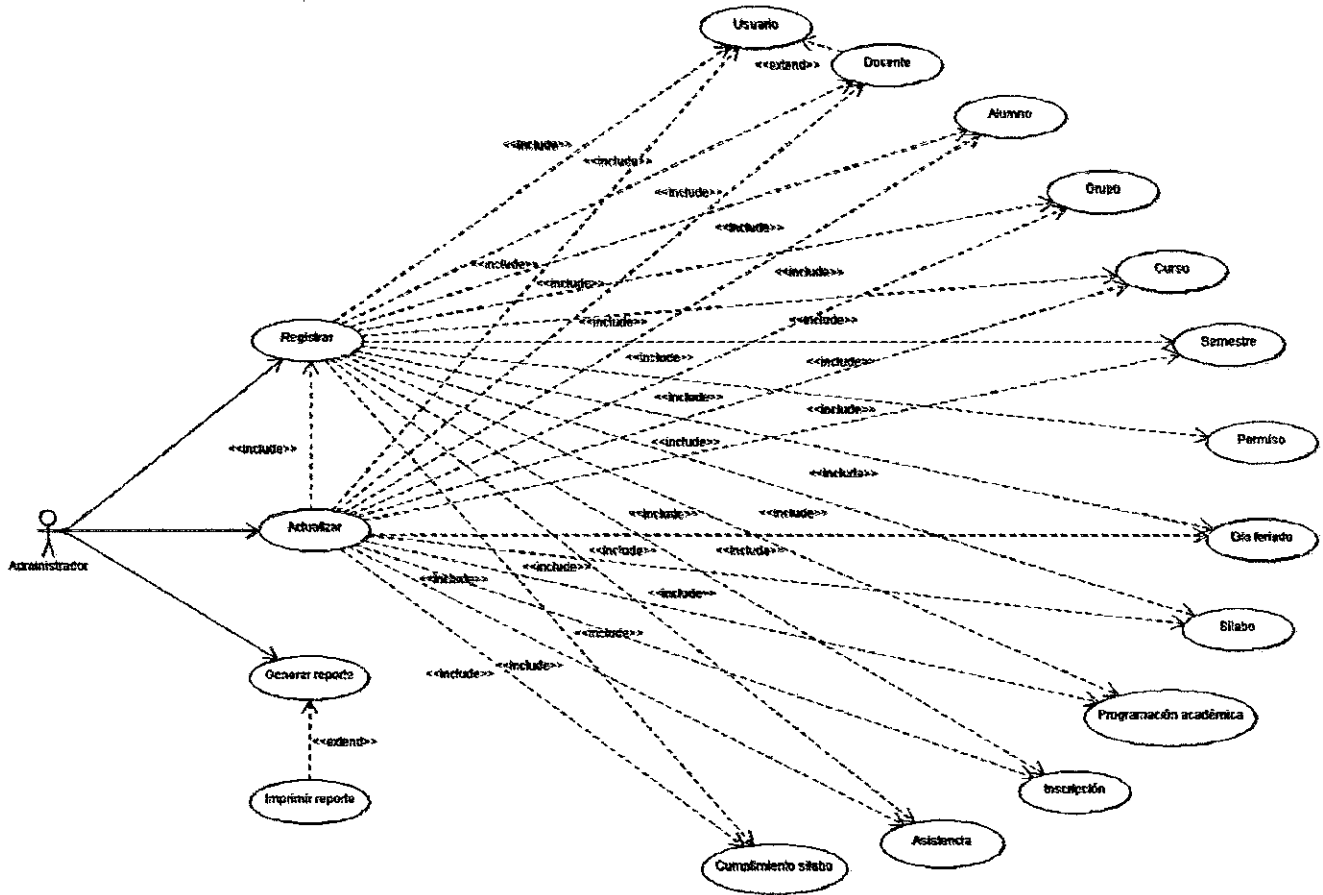 Usuario
<<extend>>
Docente
Alumno
<<include>>
<<include>>
<<include>>
Grupo
<<include>>
<<include>>
<<include>>
<<include>>
Curso
<<include>>
<<include>>
Registrar
Semestre
<<include>>
<<include>>
<<include>>
<<include>>
<<include>>
<<include>>
Permiso
<<include>>
<<include>>
<<include>>
Actualizar
Día feriado
Administrador
<<include>>
<<include>>
<<include>>
<<include>>
<<include>>
<<include>>
<<include>>
Sílabo
<<include>>
<<include>>
Generar reporte
Programación académica
<<extend>>
Imprimir reporte
Inscripción
Asistencia
Cumplimiento sílabo